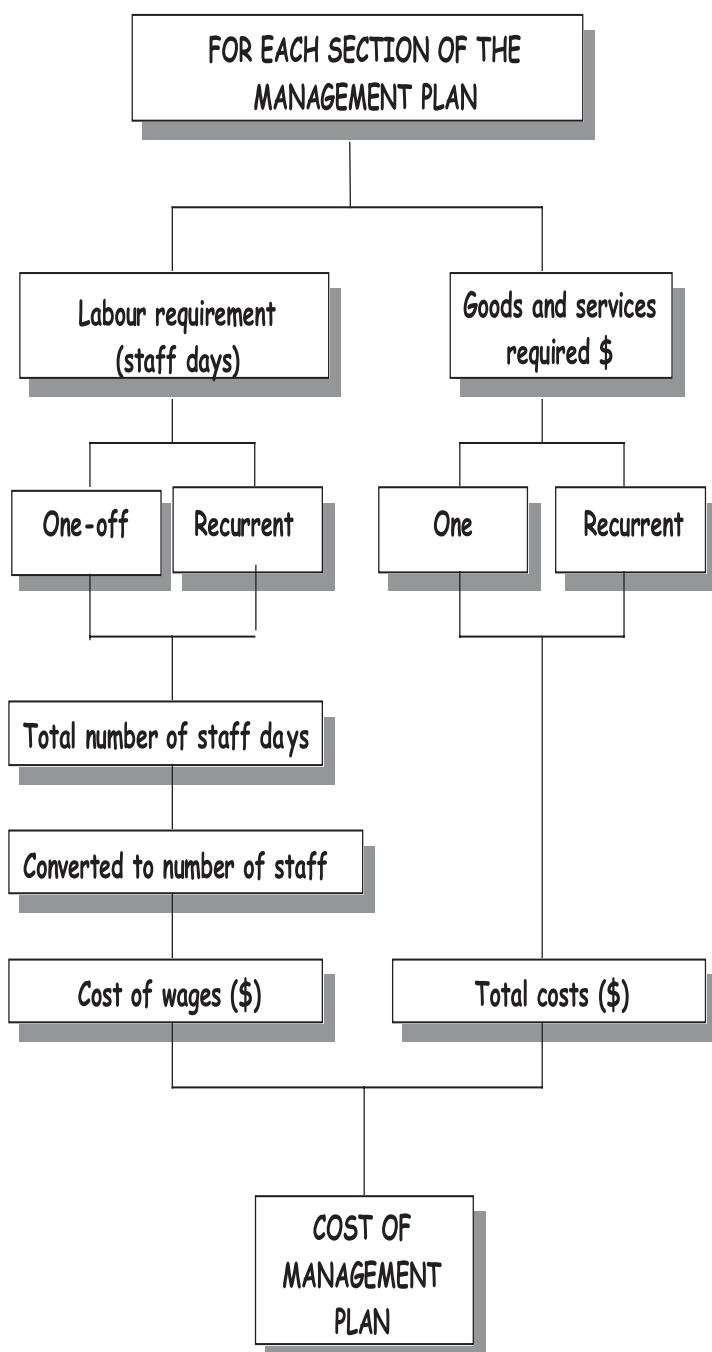 FOR EACH SECTION OF THE
MANAGEMENT PLAN
Labour requirement
(staff days)
Goods and services
required $
One-off
Recurrent
One
Recurrent
Total number of staff days
Converted to number of staff
Cost of wages ($)
Total costs ($)
COST OF
MANAGEMENT
PLAN